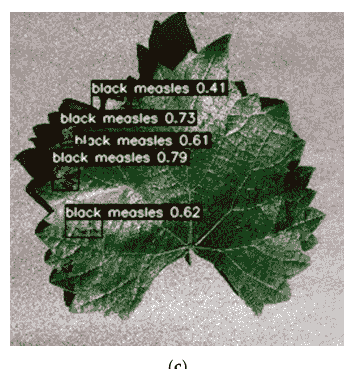 black measles 0.41
black measles 0.73
black measles 0.61
black measles 0.79
black measles 0.62
(c)